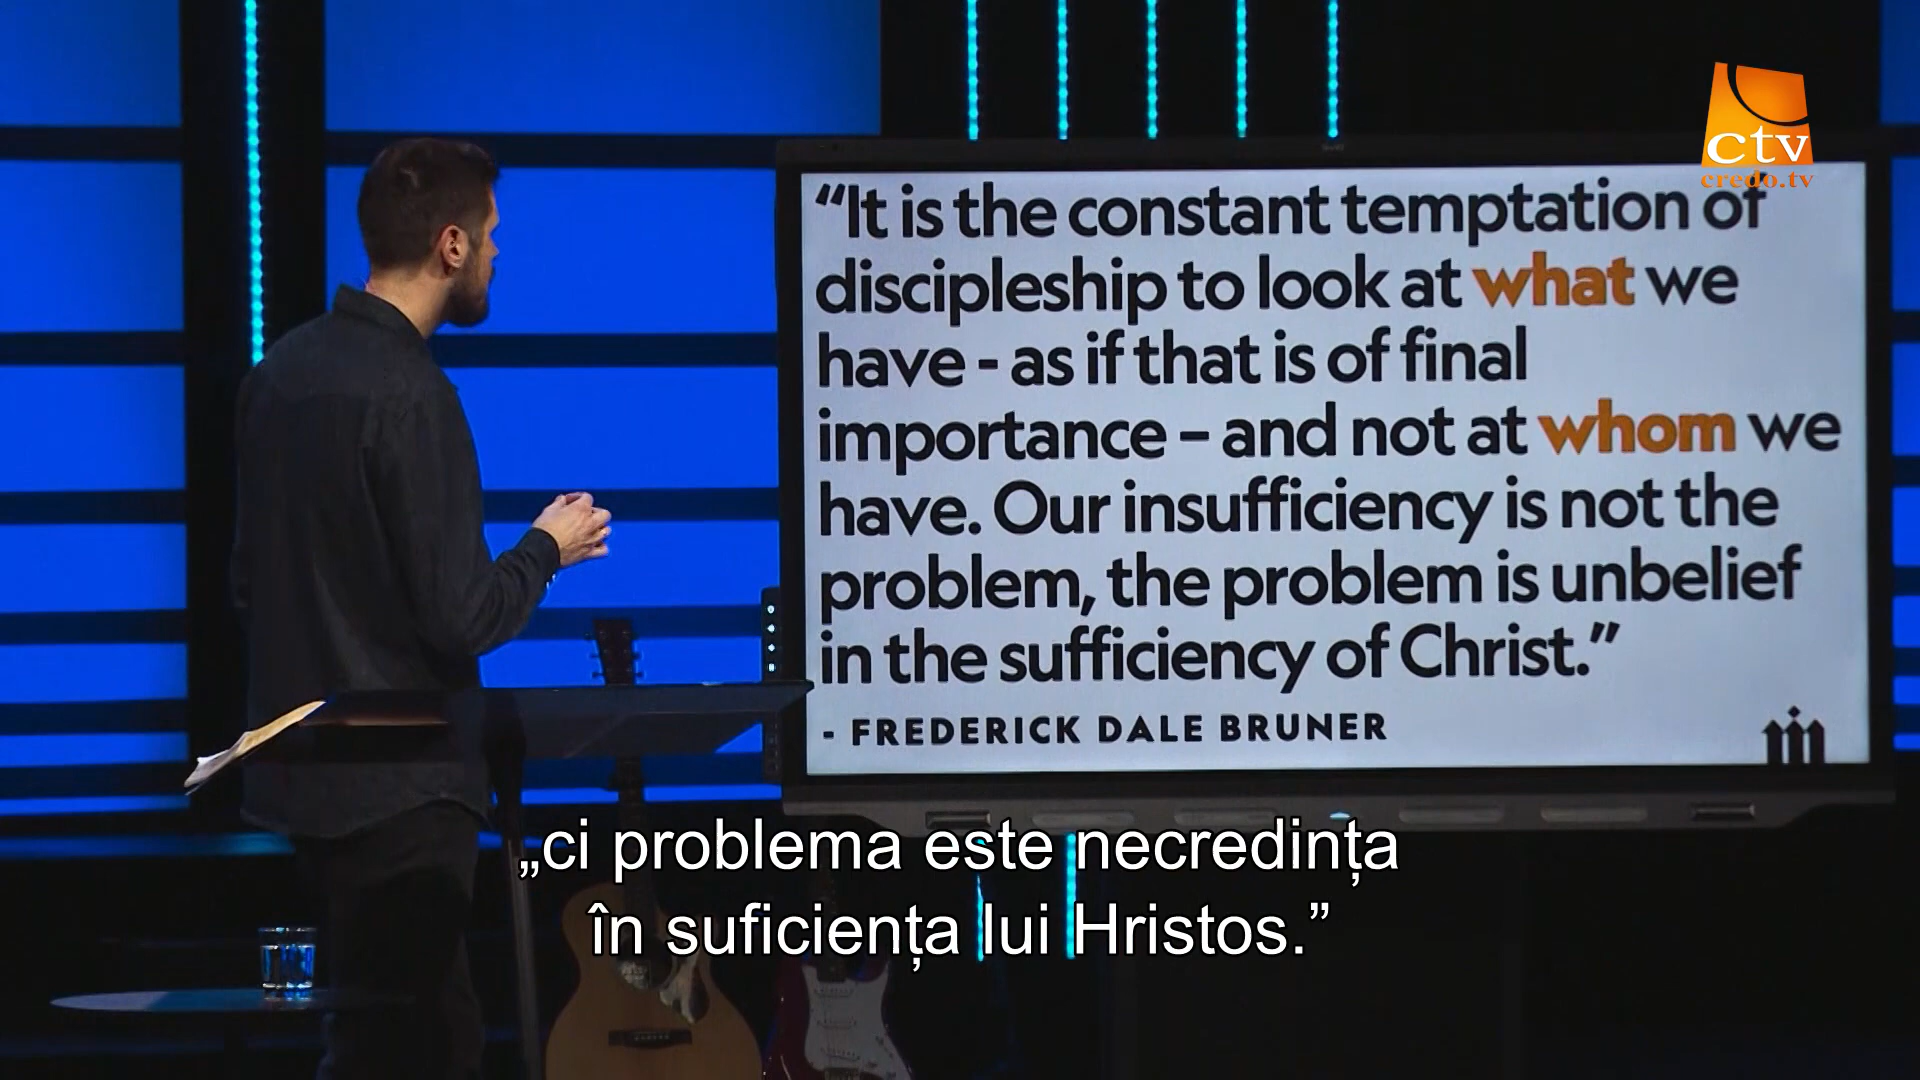 ctv
credo.tv
“It is the constant temptation of
discipleship to look at what we
have - as if that is of final
importance – and not at whom we
have. Our insufficiency is not the
problem, the problem is unbelief
in the sufficiency of Christ.”
- FREDERICK DALE BRUNER
„ci problema este necredința
în suficiența lui Hristos.”